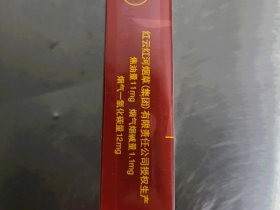 红云红河烟草(集团)有限责任公司授权生产
焦油量11mg 烟气烟碱量1.1mg
烟气一氧化碳量12mg